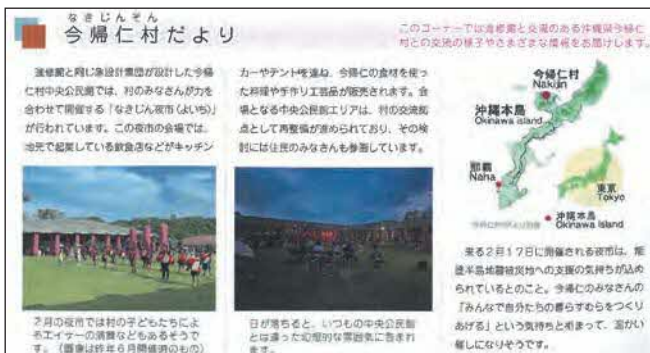 なきじんそん
今帰仁村だより
このコーナーでは進修館と交流のある沖縄県今帰仁
村との交流の様子やさまざまな情報をお届けします。
進修館と同じ象設計集団が設計した今帰
仁村中央公民館では、村のみなさんが力を
合わせて開催する「なきじん夜市（よいち）」
が行われています。この夜市の会場では、
地元で起業している飲食店などがキッチン
カーやテントを連ね、今帰仁の食材を使っ
た料理や手作り工芸品が販売されます。会
場となる中央公民館エリアは、村の交流拠
点として再整備が進められており、その検
討には住民のみなさんも参画しています。
2月の夜市では村の子どもたちによ
るエイサーの演舞などもあるそうで
す。（画像は昨年6月開催時のもの）
日が落ちると、いつもの中央公民館
とは違った幻想的な雰囲気に包まれ
ます。
今帰仁村
Nakijin
沖縄本島
Okinawa island
那覇
Naha
東京
Tokyo
沖縄本島
Okinawa island
来る2月17日に開催される夜市は、能
登半島地震被災地への支援の気持ちが込め
られているとのこと。今帰仁のみなさんの
「みんなで自分たちの暮らすむらをつくり
あげる」という気持ちと相まって、温かい
催しになりそうです。